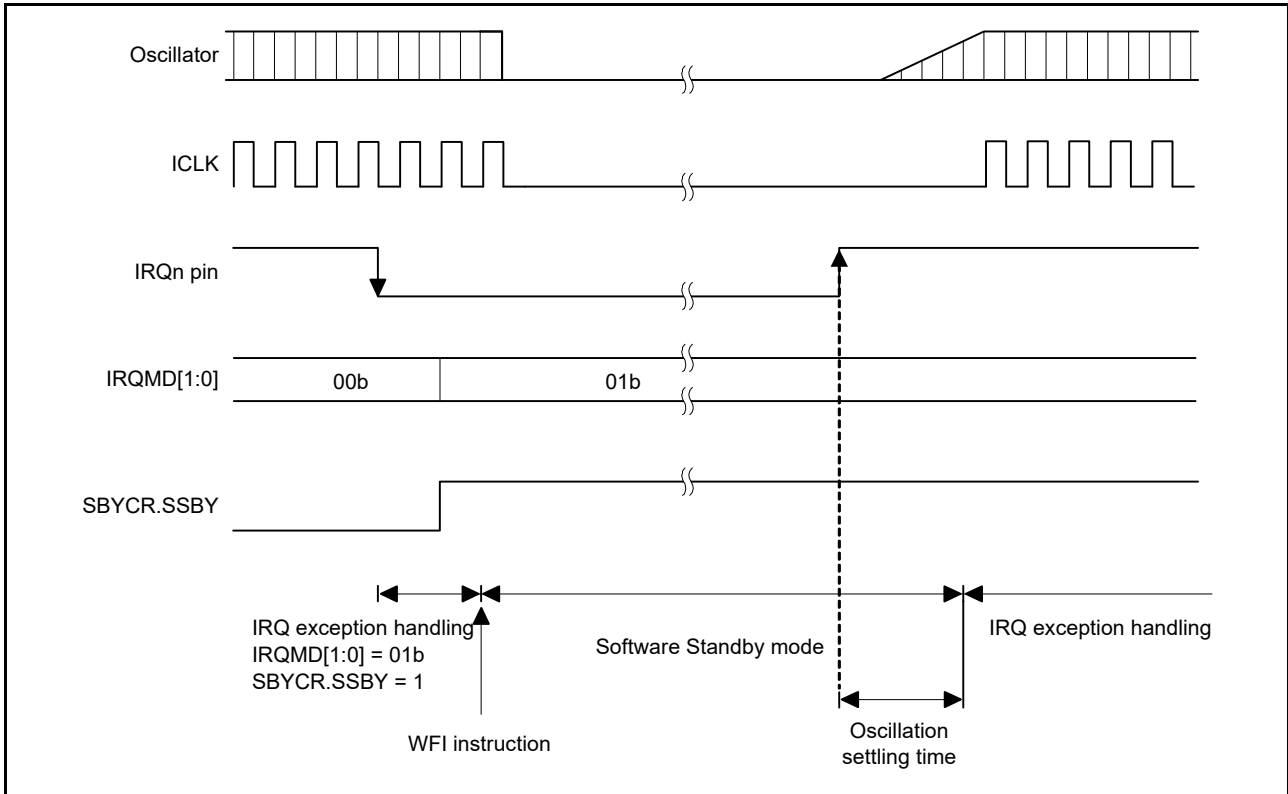 Oscillator
ICLK
IRQn pin
IRQMD[1:0]
00b
01b
SBYCR.SSBY
IRQ exception handling
IRQMD[1:0] = 01b
SBYCR.SSBY = 1
Software Standby mode
IRQ exception handling
WFI instruction
Oscillation
settling time